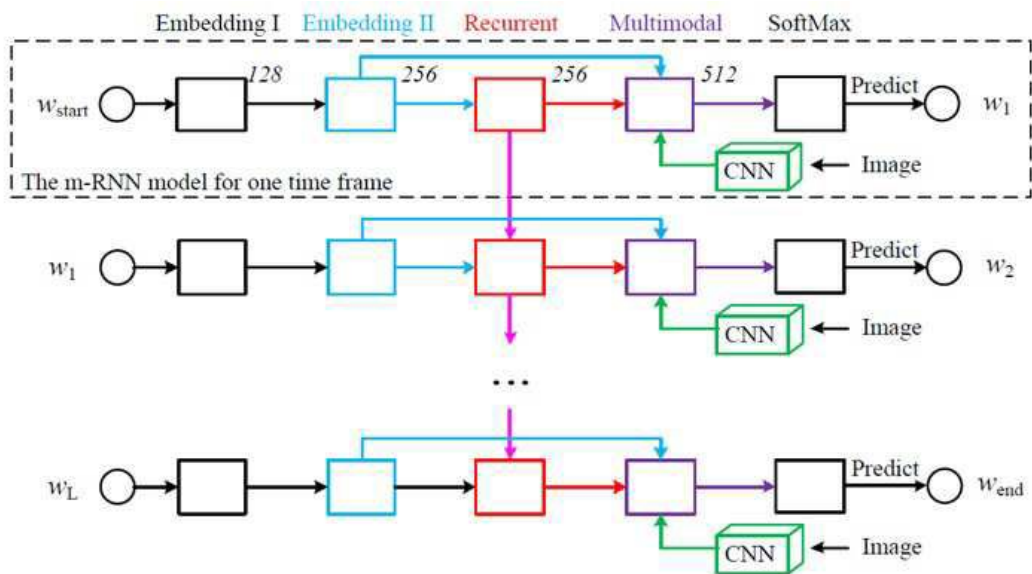 Embedding I Embedding II Recurrent Multimodal SoftMax
128 256 256 512
w_start Predict w_1
CNN Image
The m-RNN model for one time frame
w_1 Predict w_2
CNN Image
...
w_L Predict w_end
CNN Image